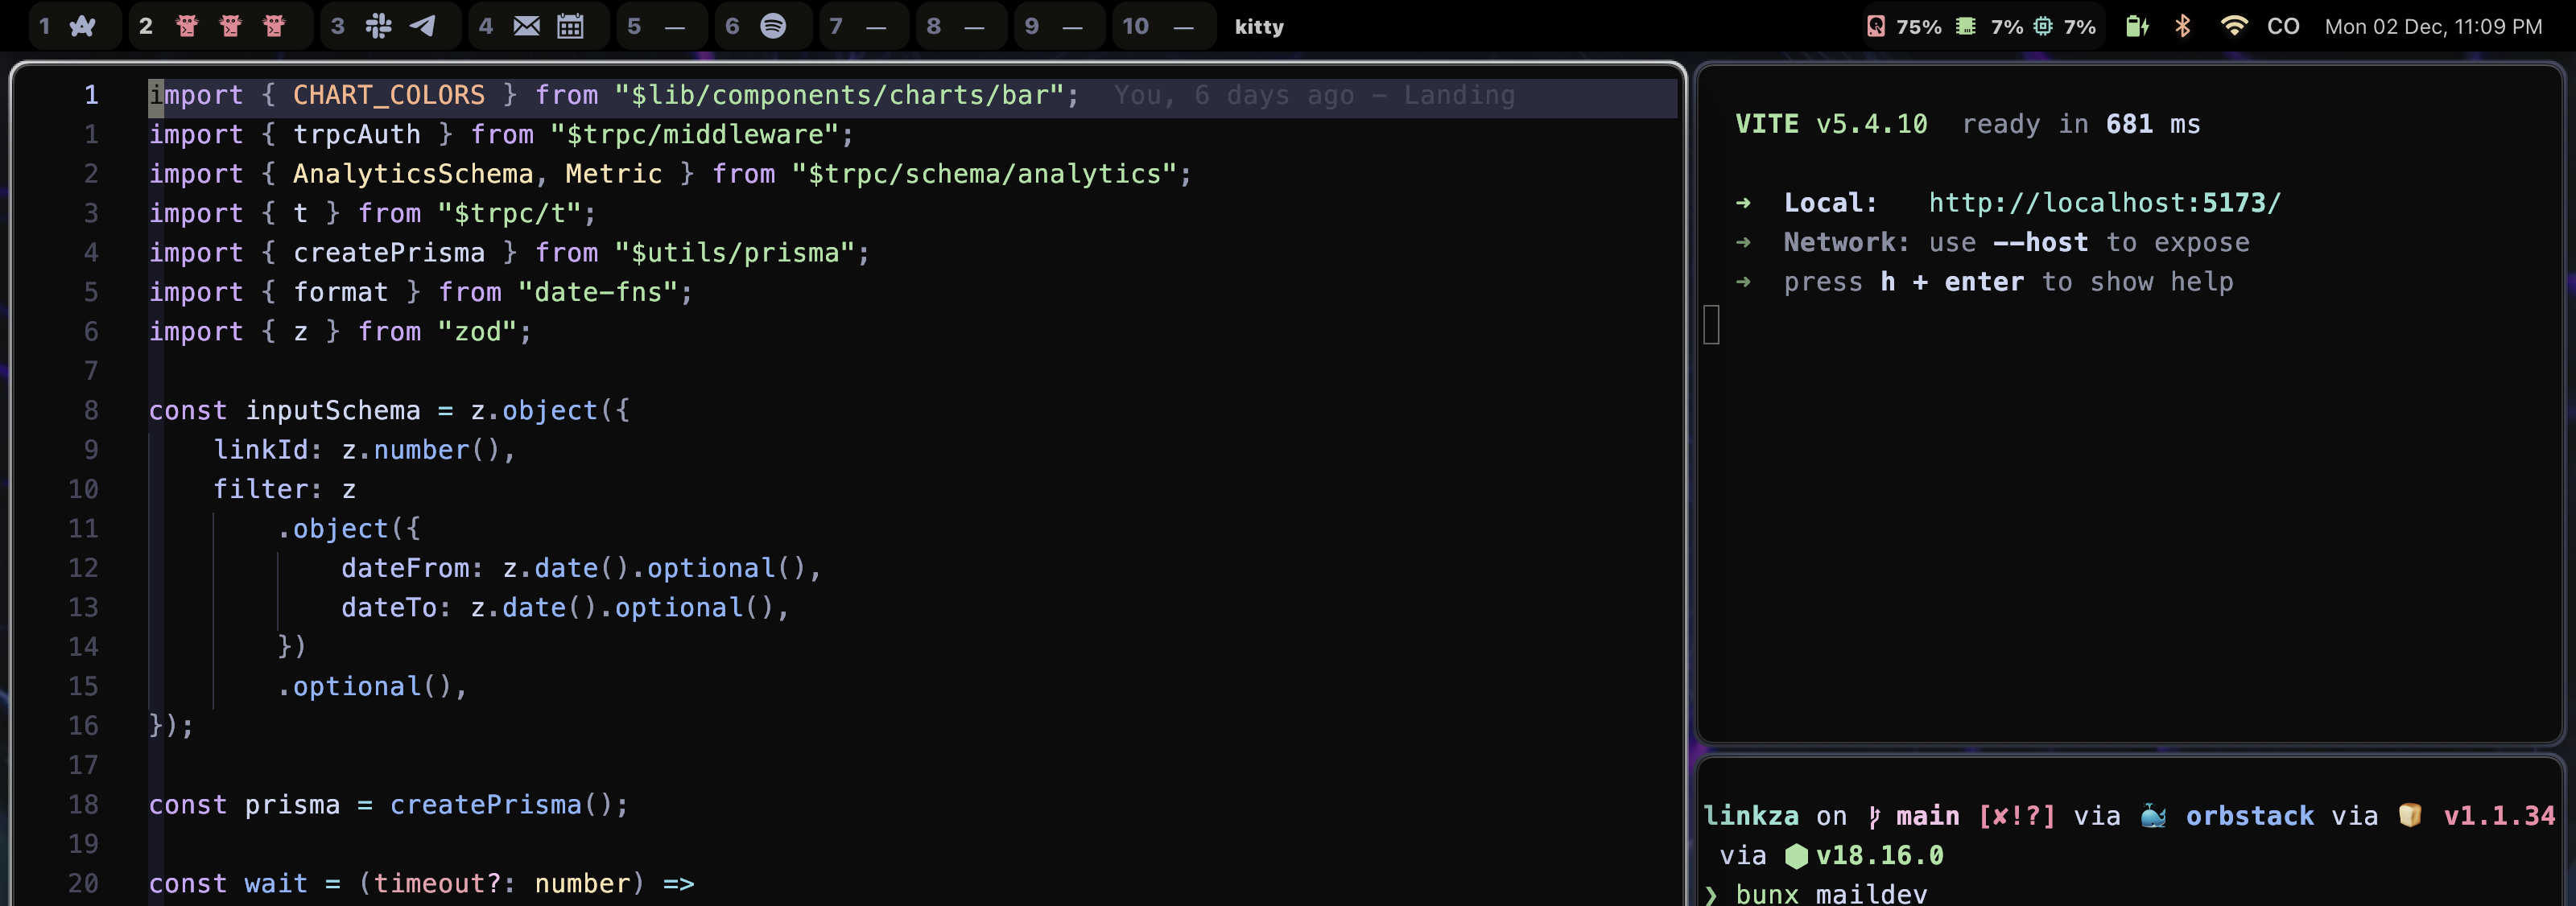 1 2 3 4 5 — 6 7 — 8 — 9 — 10 — kitty 75% 7% 7% CO Mon 02 Dec, 11:09 PM
1 import { CHART_COLORS } from "$lib/components/charts/bar"; You, 6 days ago – Landing
1 import { trpcAuth } from "$trpc/middleware";
2 import { AnalyticsSchema, Metric } from "$trpc/schema/analytics";
3 import { t } from "$trpc/t";
4 import { createPrisma } from "$utils/prisma";
5 import { format } from "date-fns";
6 import { z } from "zod";
7
8 const inputSchema = z.object({
9 linkId: z.number(),
10 filter: z
11 .object({
12 dateFrom: z.date().optional(),
13 dateTo: z.date().optional(),
14 })
15 .optional(),
16 });
17
18 const prisma = createPrisma();
19
20 const wait = (timeout?: number) =>
VITE v5.4.10 ready in 681 ms
➜ Local: http://localhost:5173/
➜ Network: use --host to expose
➜ press h + enter to show help
linkza on main [✘!?] via 🐳 orbstack via 🍞 v1.1.34
via ⬢ v18.16.0
❯ bunx maildev